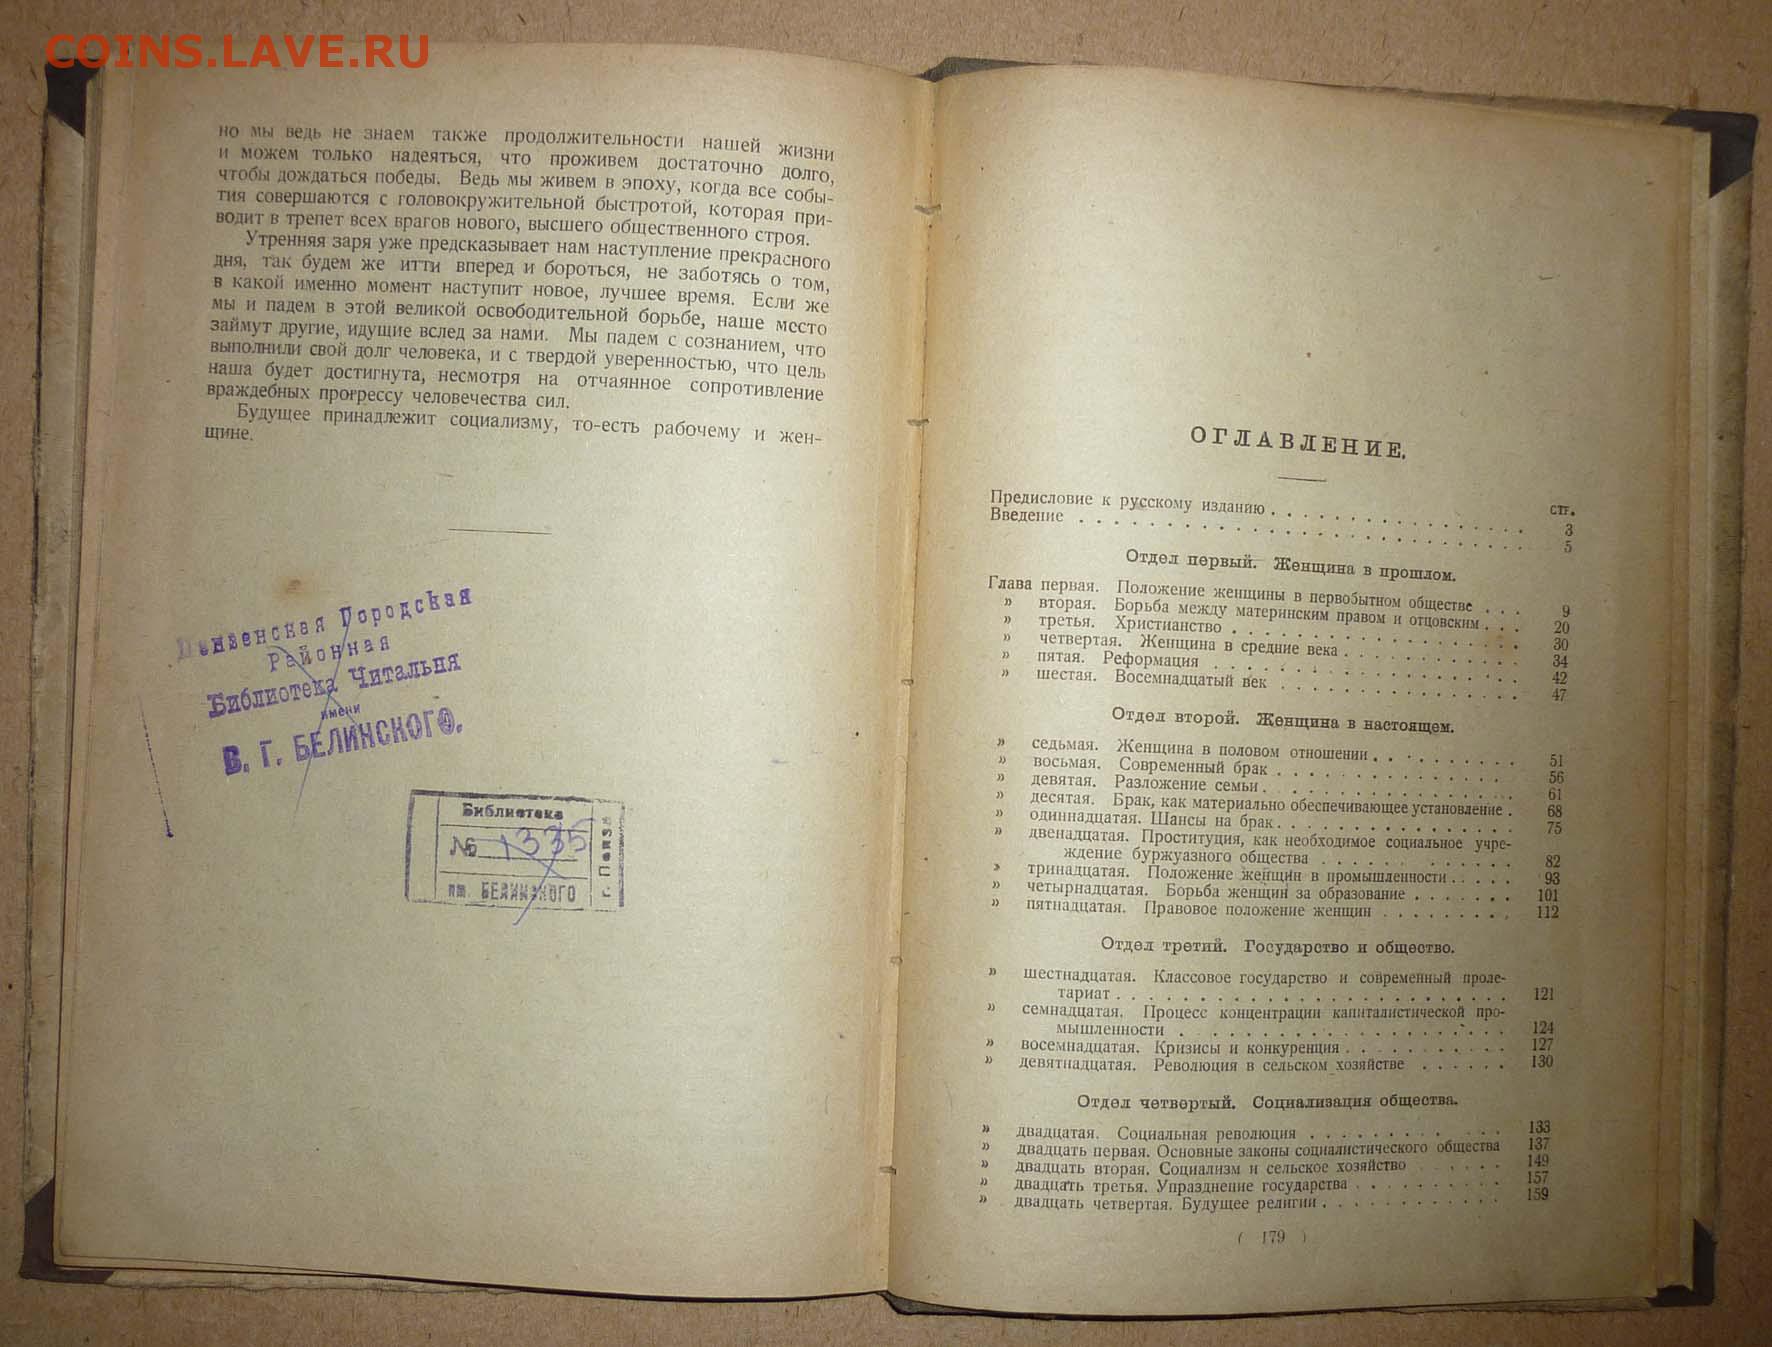 COINS.LAVE.RU
но мы ведь не знаем также продолжительности нашей жизни
и можем только надеяться, что проживем достаточно долго,
чтобы дождаться победы. Ведь мы живем в эпоху, когда все собы-
тия совершаются с головокружительной быстротой, которая при-
водит в трепет всех врагов нового, высшего общественного строя.
Утренняя заря уже предсказывает нам наступление прекрасного
дня, так будем же итти вперед и бороться, не заботясь о том,
в какой именно момент наступит новое, лучшее время. Если же
мы и падем в этой великой освободительной борьбе, наше место
займут другие, идущие вслед за нами. Мы падем с сознанием, что
выполнили свой долг человека, и с твердой уверенностью, что цель
наша будет достигнута, несмотря на отчаянное сопротивление
враждебных прогрессу человечества сил.
Будущее принадлежит социализму, то-есть рабочему и жен-
щине.
Пензенская Городская
Районная
Библиотека Читальня
имени
В. Г. БЕЛИНСКОГО.
Библиотека
№ 1335
им. БЕЛИНСКОГО
г. Пенза
ОГЛАВЛЕНИЕ.
стр.
Предисловие к русскому изданию . . . . . . . . . . . . . . . 3
Введение . . . . . . . . . . . . . . . . . . . . . . . 5
Отдел первый. Женщина в прошлом.
Глава первая. Положение женщины в первобытном обществе . . . 9
» вторая. Борьба между материнским правом и отцовским . . . 20
» третья. Христианство . . . . . . . . . . . . . . . 30
» четвертая. Женщина в средние века . . . . . . . . . . 34
» пятая. Реформация . . . . . . . . . . . . . . . . 42
» шестая. Восемнадцатый век . . . . . . . . . . . . . 47
Отдел второй. Женщина в настоящем.
» седьмая. Женщина в половом отношении . . . . . . . . . 51
» восьмая. Современный брак . . . . . . . . . . . . . 56
» девятая. Разложение семьи . . . . . . . . . . . . . 61
» десятая. Брак, как материально обеспечивающее установление . 68
» одиннадцатая. Шансы на брак . . . . . . . . . . . . . 75
» двенадцатая. Проституция, как необходимое социальное учре-
ждение буржуазного общества . . . . . . . . . . . 82
» тринадцатая. Положение женщин в промышленности . . . . . 93
» четырнадцатая. Борьба женщин за образование . . . . . . . 101
» пятнадцатая. Правовое положение женщин . . . . . . . . . 112
Отдел третий. Государство и общество.
» шестнадцатая. Классовое государство и современный проле-
тариат . . . . . . . . . . . . . . . . . . . . . . 121
» семнадцатая. Процесс концентрации капиталистической про-
мышленности . . . . . . . . . . . . . . . . . . . 124
» восемнадцатая. Кризисы и конкуренция . . . . . . . . . . 127
» девятнадцатая. Революция в сельском хозяйстве . . . . . . 130
Отдел четвертый. Социализация общества.
» двадцатая. Социальная революция . . . . . . . . . . . 133
» двадцать первая. Основные законы социалистического общества 137
» двадцать вторая. Социализм и сельское хозяйство . . . . . . 149
» двадцать третья. Упразднение государства . . . . . . . . . 157
» двадцать четвертая. Будущее религии . . . . . . . . . . . 159
( 179 )